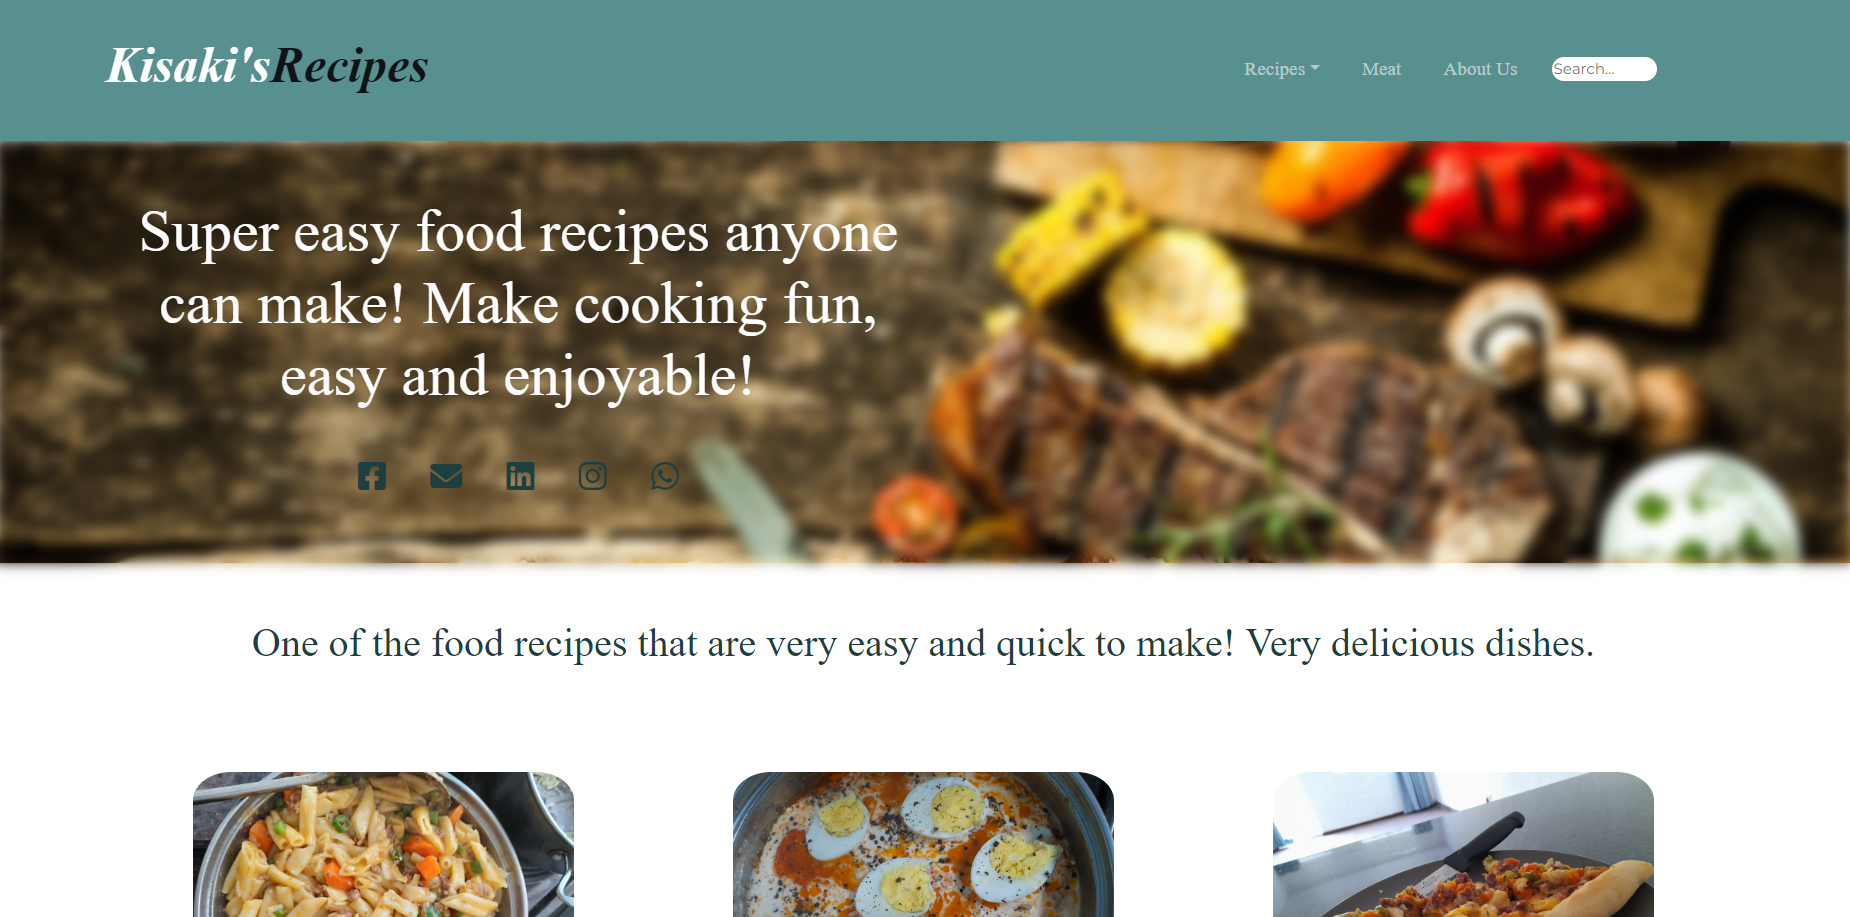 Kisaki'sRecipes
Recipes
Meat
About Us
Search...
Super easy food recipes anyone
can make! Make cooking fun,
easy and enjoyable!
One of the food recipes that are very easy and quick to make! Very delicious dishes.